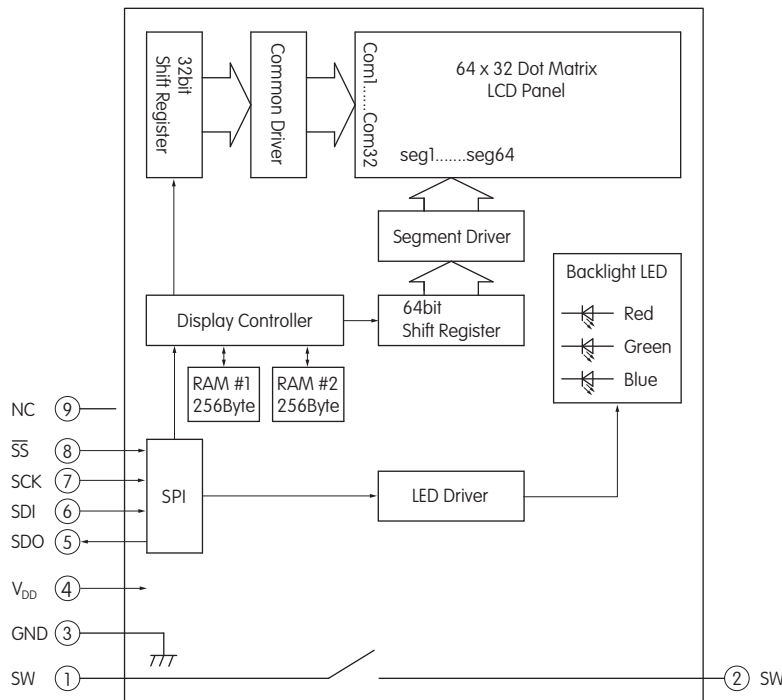 32bit
Shift Register
Common Driver
Com1......Com32
64 x 32 Dot Matrix
LCD Panel
seg1.......seg64
Segment Driver
Backlight LED
Red
Green
Blue
Display Controller
64bit
Shift Register
RAM #1
256Byte
RAM #2
256Byte
NC 9
SS 8
SCK 7
SDI 6
SDO 5
SPI
LED Driver
VDD 4
GND 3
SW 1
2 SW